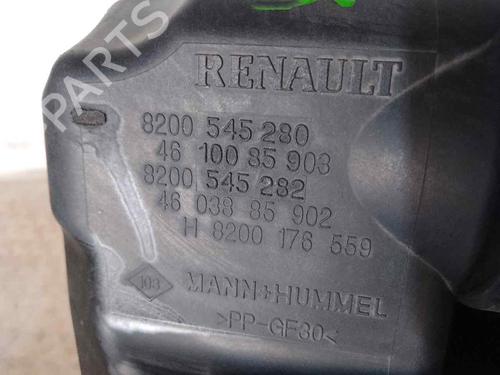 PARTS
RENAULT
8200 545 280
46 100 85 903
8200 545 282
46 038 85 902
H 8200 176 559
103 MANN+HUMMEL
>PP-GF30<